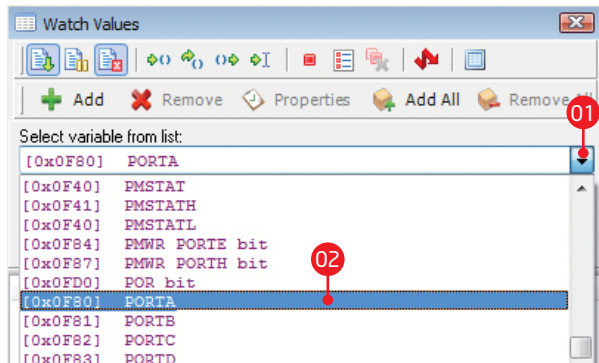 Watch Values
Add Remove Properties Add All Remove All
01
Select variable from list:
[0x0F80] PORTA
[0x0F40] PMSTAT
[0x0F41] PMSTATH
[0x0F40] PMSTATL
[0x0F84] PMWR PORTE bit
[0x0F87] PMWR PORTH bit
02
[0x0FD0] POR bit
[0x0F80] PORTA
[0x0F81] PORTB
[0x0F82] PORTC
[0x0F83] PORTD